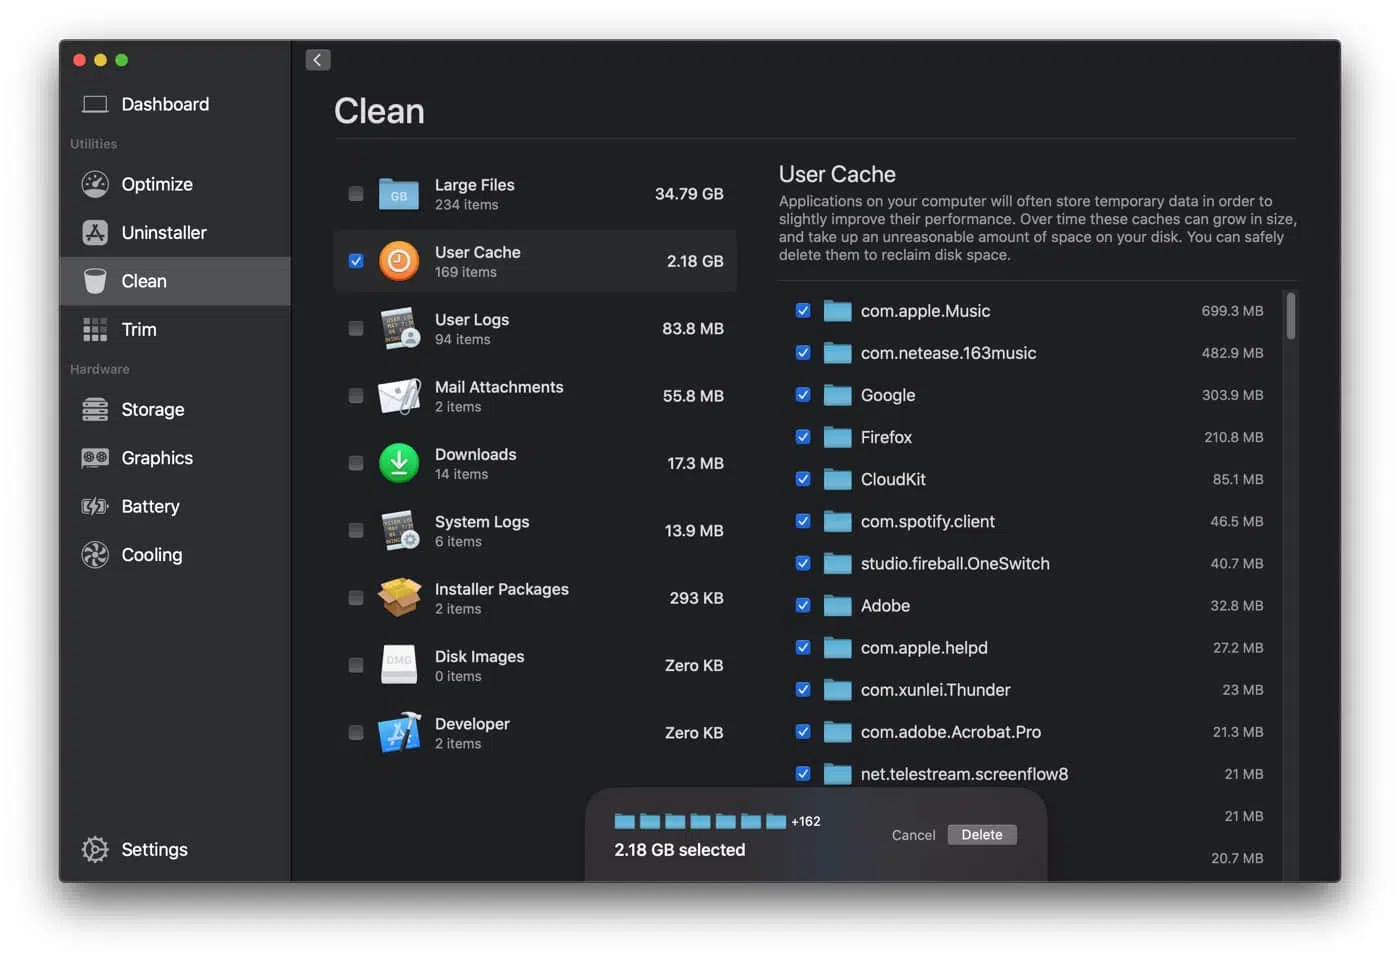 Dashboard
Utilities
Optimize
Uninstaller
Clean
Trim
Hardware
Storage
Graphics
Battery
Cooling
Settings
Clean
GB
Large Files
234 items
34.79 GB
User Cache
169 items
2.18 GB
User Logs
94 items
83.8 MB
Mail Attachments
2 items
55.8 MB
Downloads
14 items
17.3 MB
System Logs
6 items
13.9 MB
Installer Packages
2 items
293 KB
DMG
Disk Images
0 items
Zero KB
Developer
2 items
Zero KB
User Cache
Applications on your computer will often store temporary data in order to
slightly improve their performance. Over time these caches can grow in size,
and take up an unreasonable amount of space on your disk. You can safely
delete them to reclaim disk space.
com.apple.Music 699.3 MB
com.netease.163music 482.9 MB
Google 303.9 MB
Firefox 210.8 MB
CloudKit 85.1 MB
com.spotify.client 46.5 MB
studio.fireball.OneSwitch 40.7 MB
Adobe 32.8 MB
com.apple.helpd 27.2 MB
com.xunlei.Thunder 23 MB
com.adobe.Acrobat.Pro 21.3 MB
net.telestream.screenflow8 21 MB
21 MB
20.7 MB
+162
2.18 GB selected
Cancel
Delete